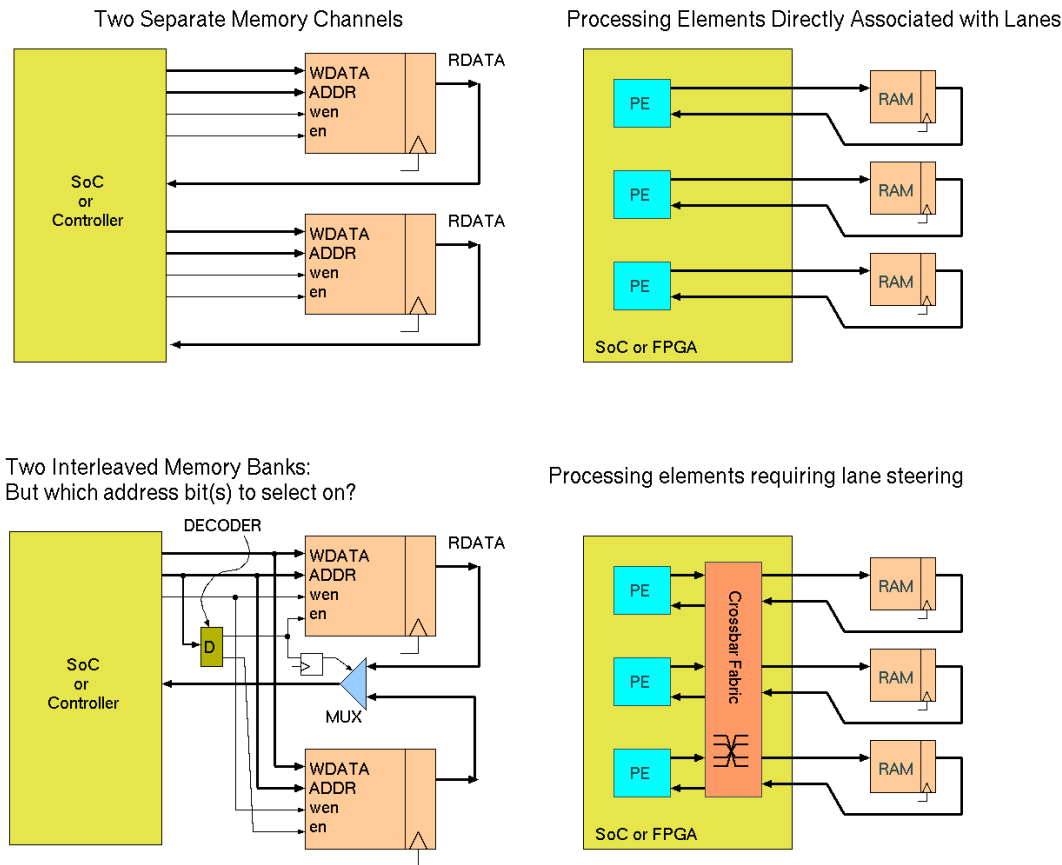 Two Separate Memory Channels
WDATA
ADDR
wen
en
RDATA
SoC
or
Controller
WDATA
ADDR
wen
en
RDATA
Processing Elements Directly Associated with Lanes
PE
RAM
PE
RAM
PE
RAM
SoC or FPGA
Two Interleaved Memory Banks:
But which address bit(s) to select on?
DECODER
WDATA
ADDR
wen
en
RDATA
D
SoC
or
Controller
MUX
WDATA
ADDR
wen
en
Processing elements requiring lane steering
PE
RAM
Crossbar Fabric
PE
RAM
PE
RAM
SoC or FPGA